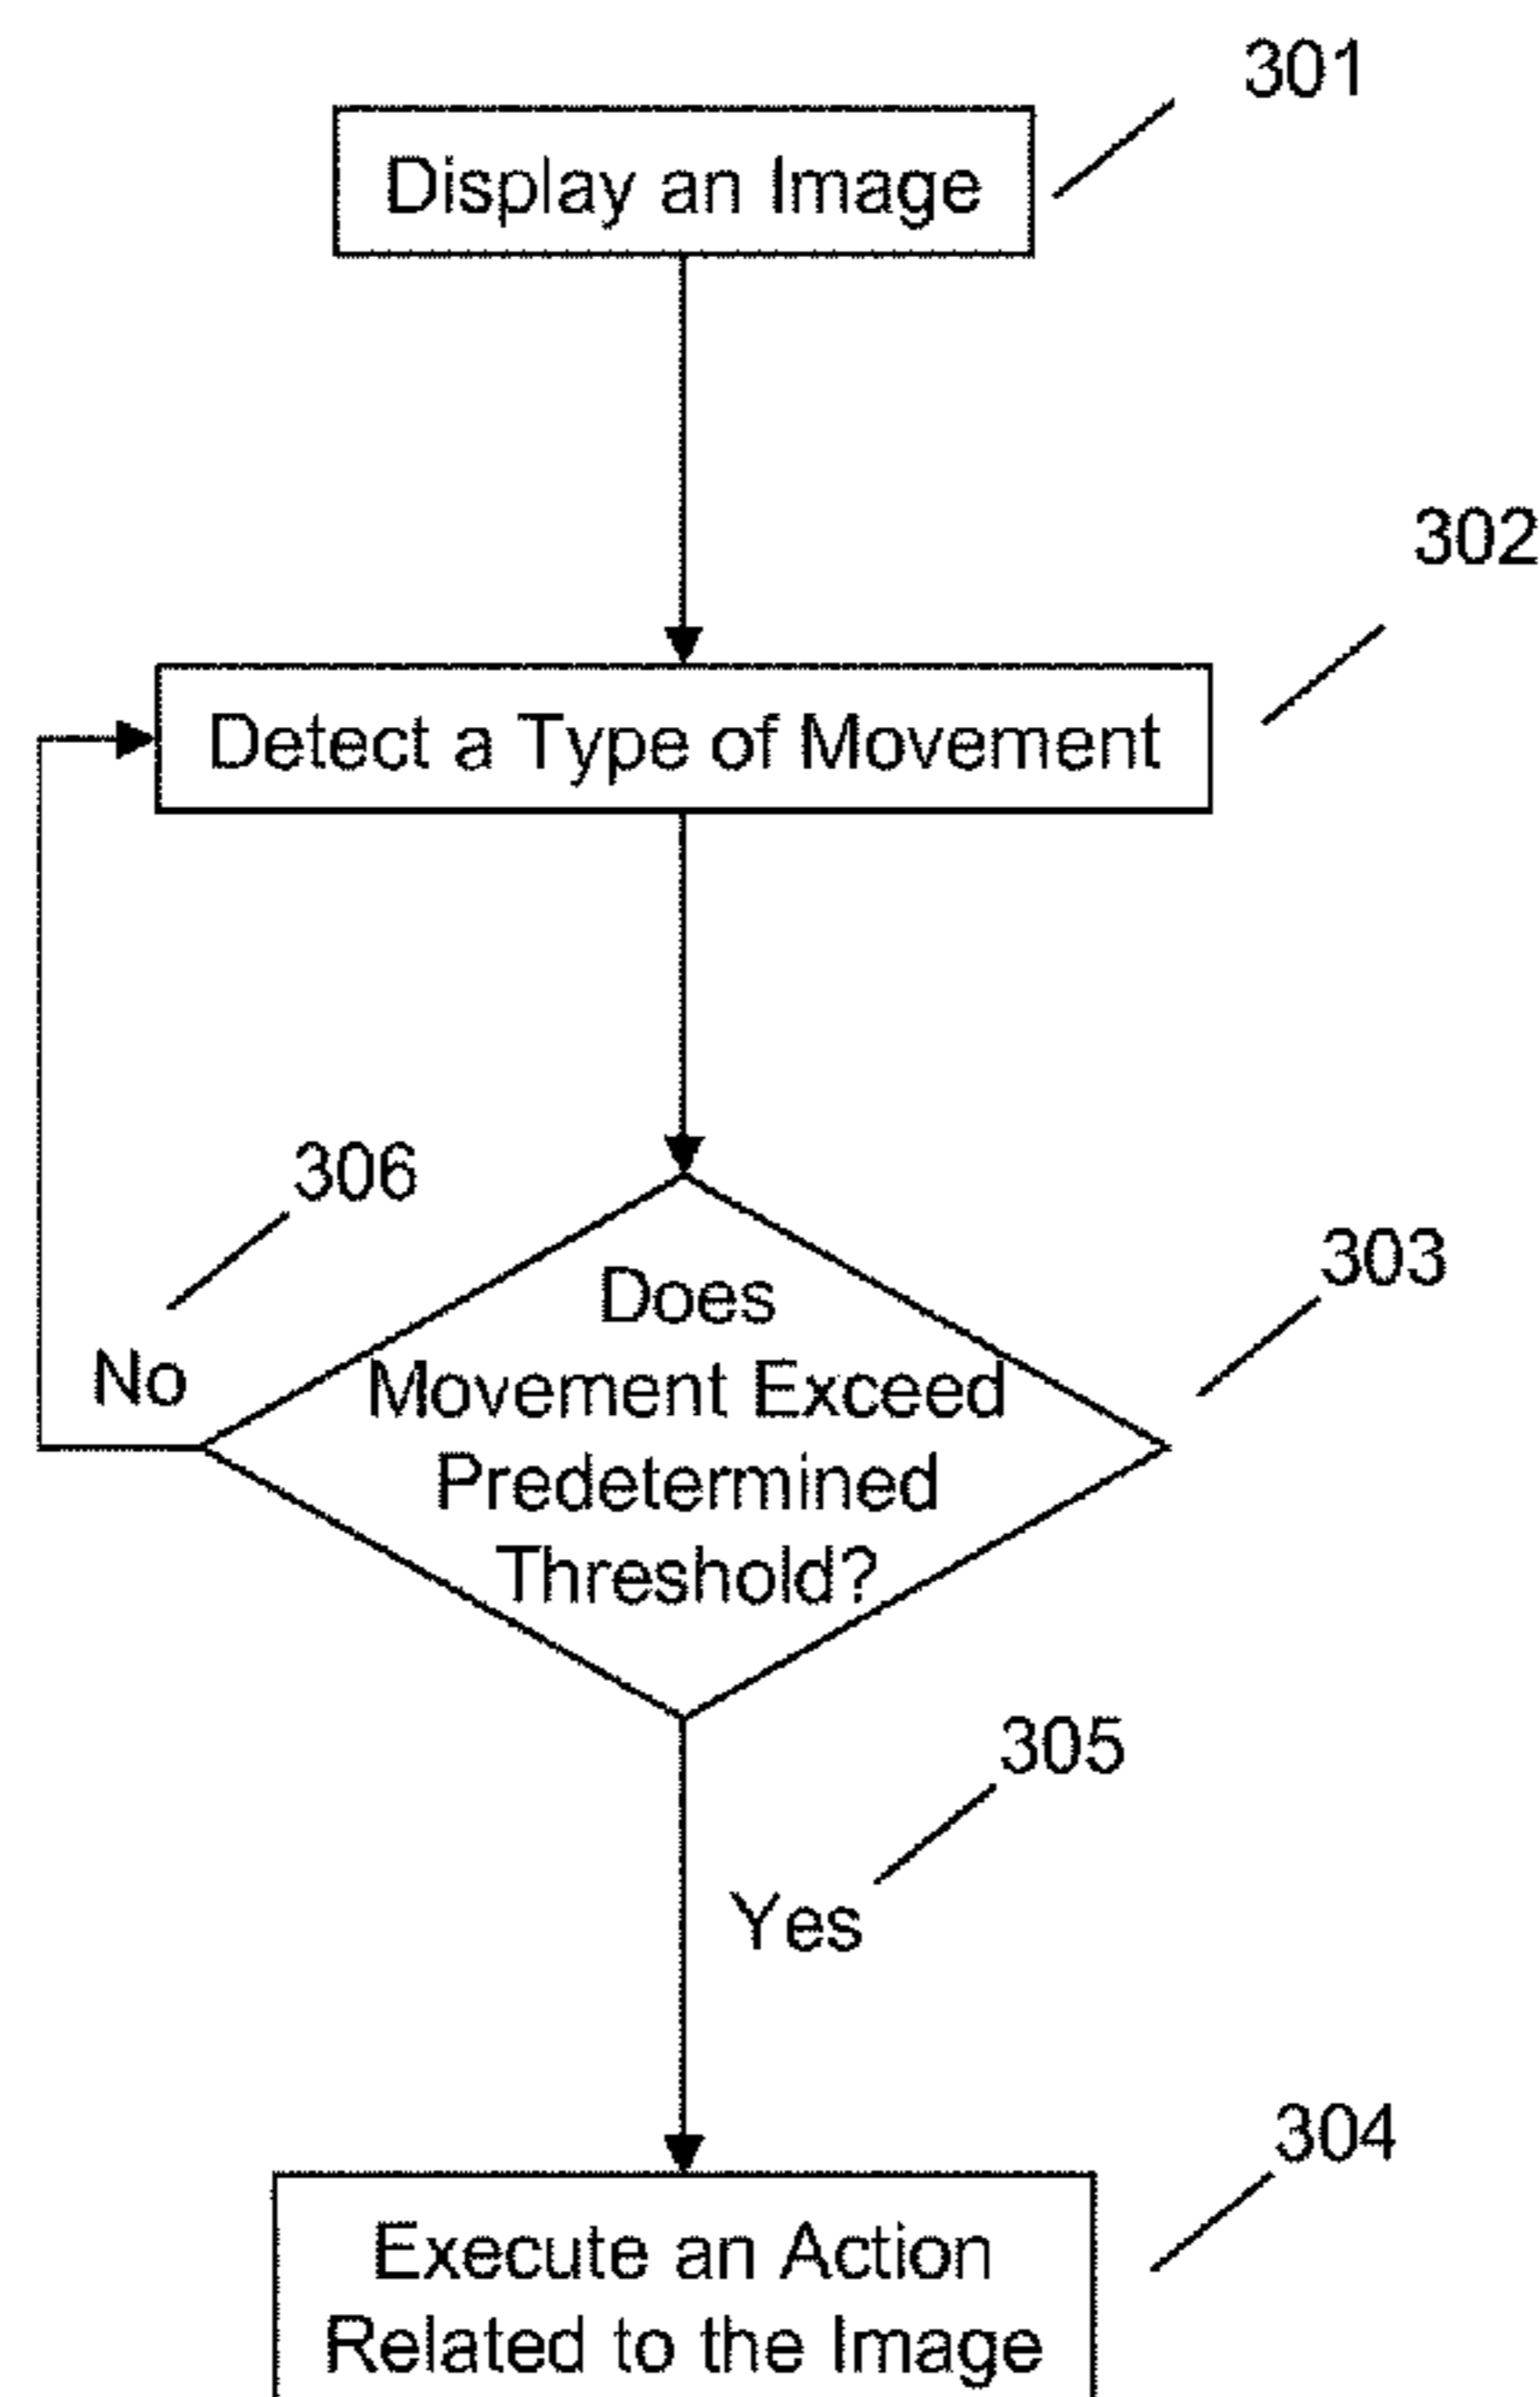 301
Display an Image
302
Detect a Type of Movement
306
303
Does
Movement Exceed
Predetermined
Threshold?
No
305
Yes
304
Execute an Action
Related to the Image